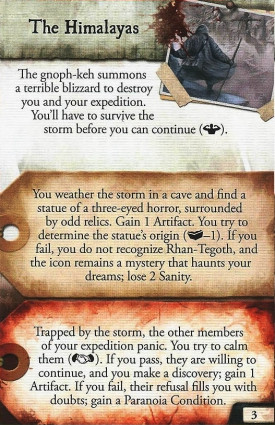 The Himalayas
The gnoph-keh summons
a terrible blizzard to destroy
you and your expedition.
You'll have to survive the
storm before you can continue ( ).
You weather the storm in a cave and find a
statue of a three-eyed horror, surrounded
by odd relics. Gain 1 Artifact. You try to
determine the statue's origin ( –1). If you
fail, you do not recognize Rhan-Tegoth, and
the icon remains a mystery that haunts your
dreams; lose 2 Sanity.
Trapped by the storm, the other members
of your expedition panic. You try to calm
them ( ). If you pass, they are willing to
continue, and you make a discovery; gain 1
Artifact. If you fail, their refusal fills you with
doubts; gain a Paranoia Condition.
3